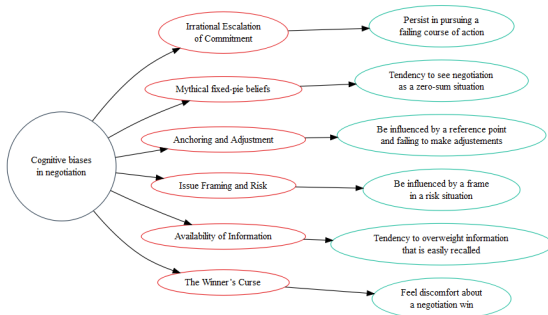 Cognitive biases
in negotiation
Irrational Escalation
of Commitment
Persist in pursuing a
failing course of action
Mythical fixed-pie beliefs
Tendency to see negotiation
as a zero-sum situation
Anchoring and Adjustment
Be influenced by a reference point
and failing to make adjustements
Issue Framing and Risk
Be influenced by a frame
in a risk situation
Availability of Information
Tendency to overweight information
that is easily recalled
The Winner's Curse
Feel discomfort about
a negotiation win